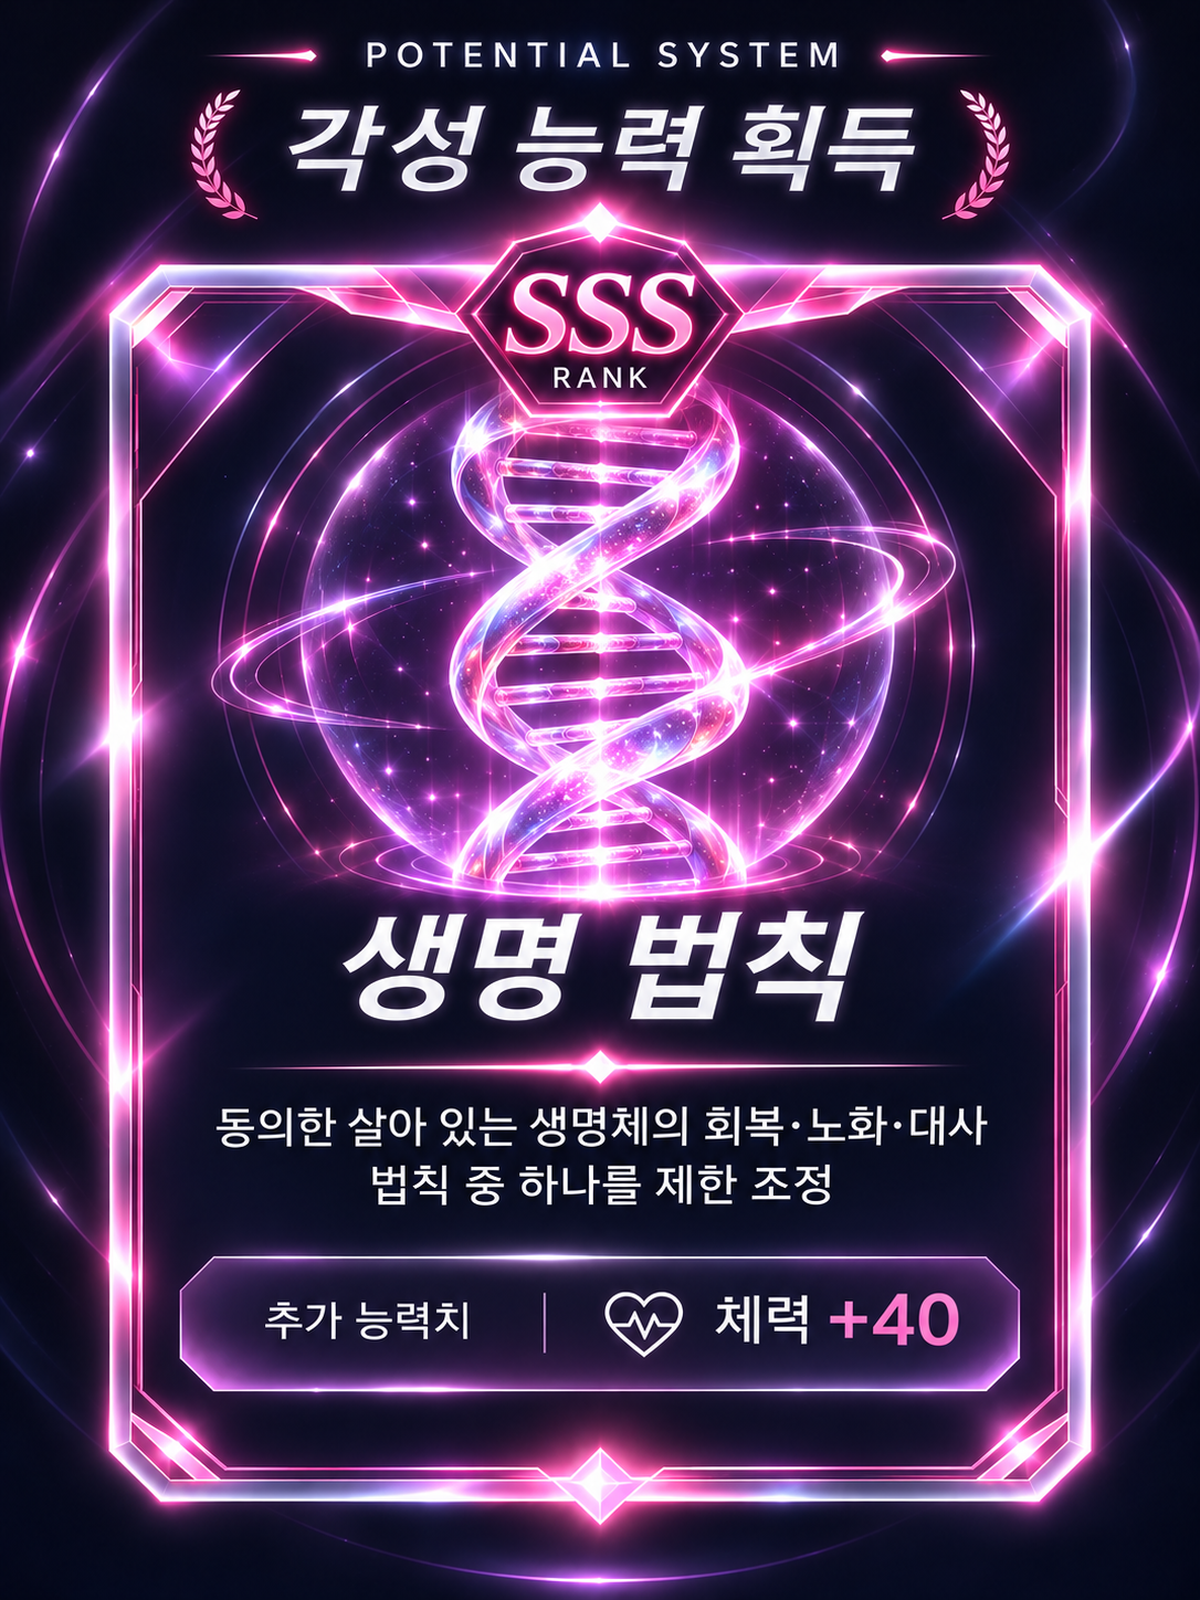 POTENTIAL SYSTEM
각성 능력 획득
SSS
RANK
생명 법칙
동의한 살아 있는 생명체의 회복·노화·대사
법칙 중 하나를 제한 조정
추가 능력치 체력 +40